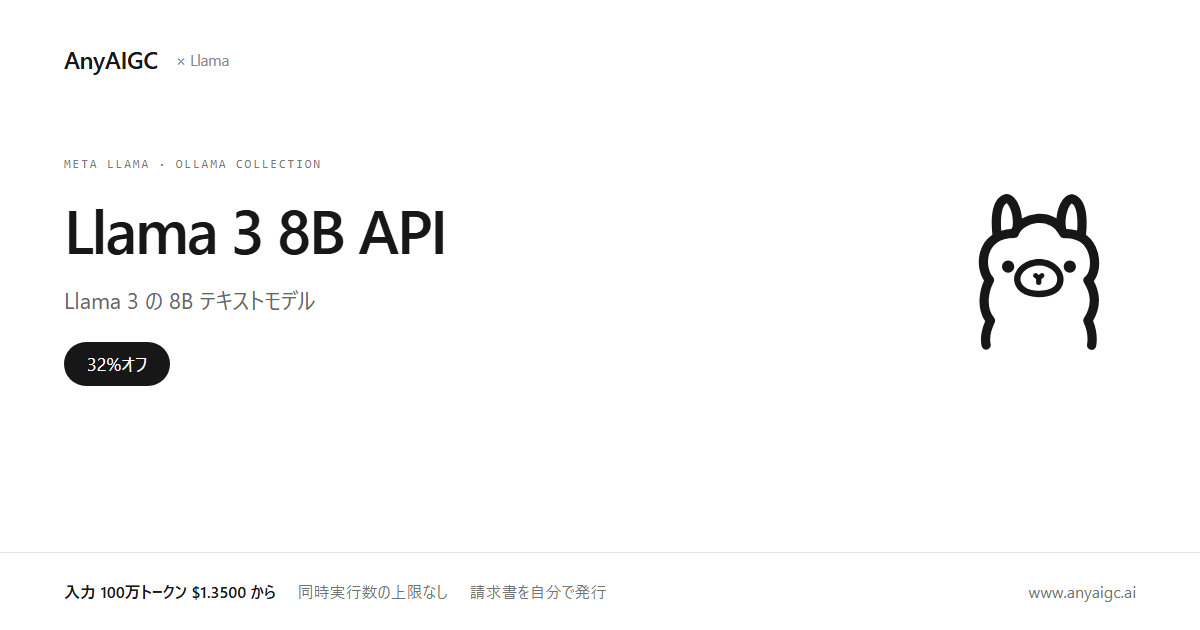 AnyAIGC × Llama
META LLAMA · OLLAMA COLLECTION
Llama 3 8B API
Llama 3 の 8B テキストモデル
32%オフ
入力 100万トークン $1.3500 から 同時実行数の上限なし 請求書を自分で発行 www.anyaigc.ai